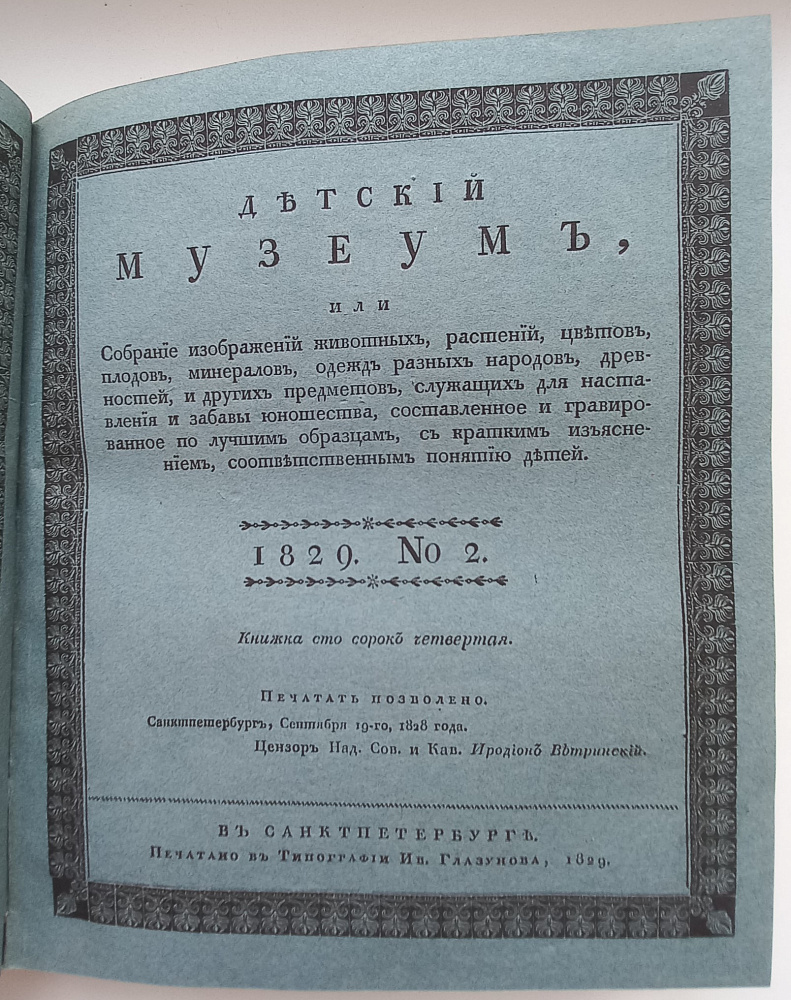 ДѢТСКІЙ
МУЗЕУМЪ,
или
Собраніе изображеній животныхъ, растеній, цвѣтовъ,
плодовъ, минераловъ, одеждъ разныхъ народовъ, древ-
ностей, и другихъ предметовъ, служащихъ для наста-
вленія и забавы юношества, составленное и гравиро-
ванное по лучшимъ образцамъ, съ краткимъ изъясне-
ніемъ, соотвѣтственнымъ понятію дѣтей.
1829. No 2.
Книжка сто сорокъ четвертая.
Печатать позволено.
Санктпетербургъ, Сентября 19-го, 1828 года.
Цензоръ Над. Сов. и Кав. Иродіонъ Вѣтринскій.
ВЪ САНКТПЕТЕРБУРГѢ.
Печатано въ Типографіи Ив. Глазунова, 1829.